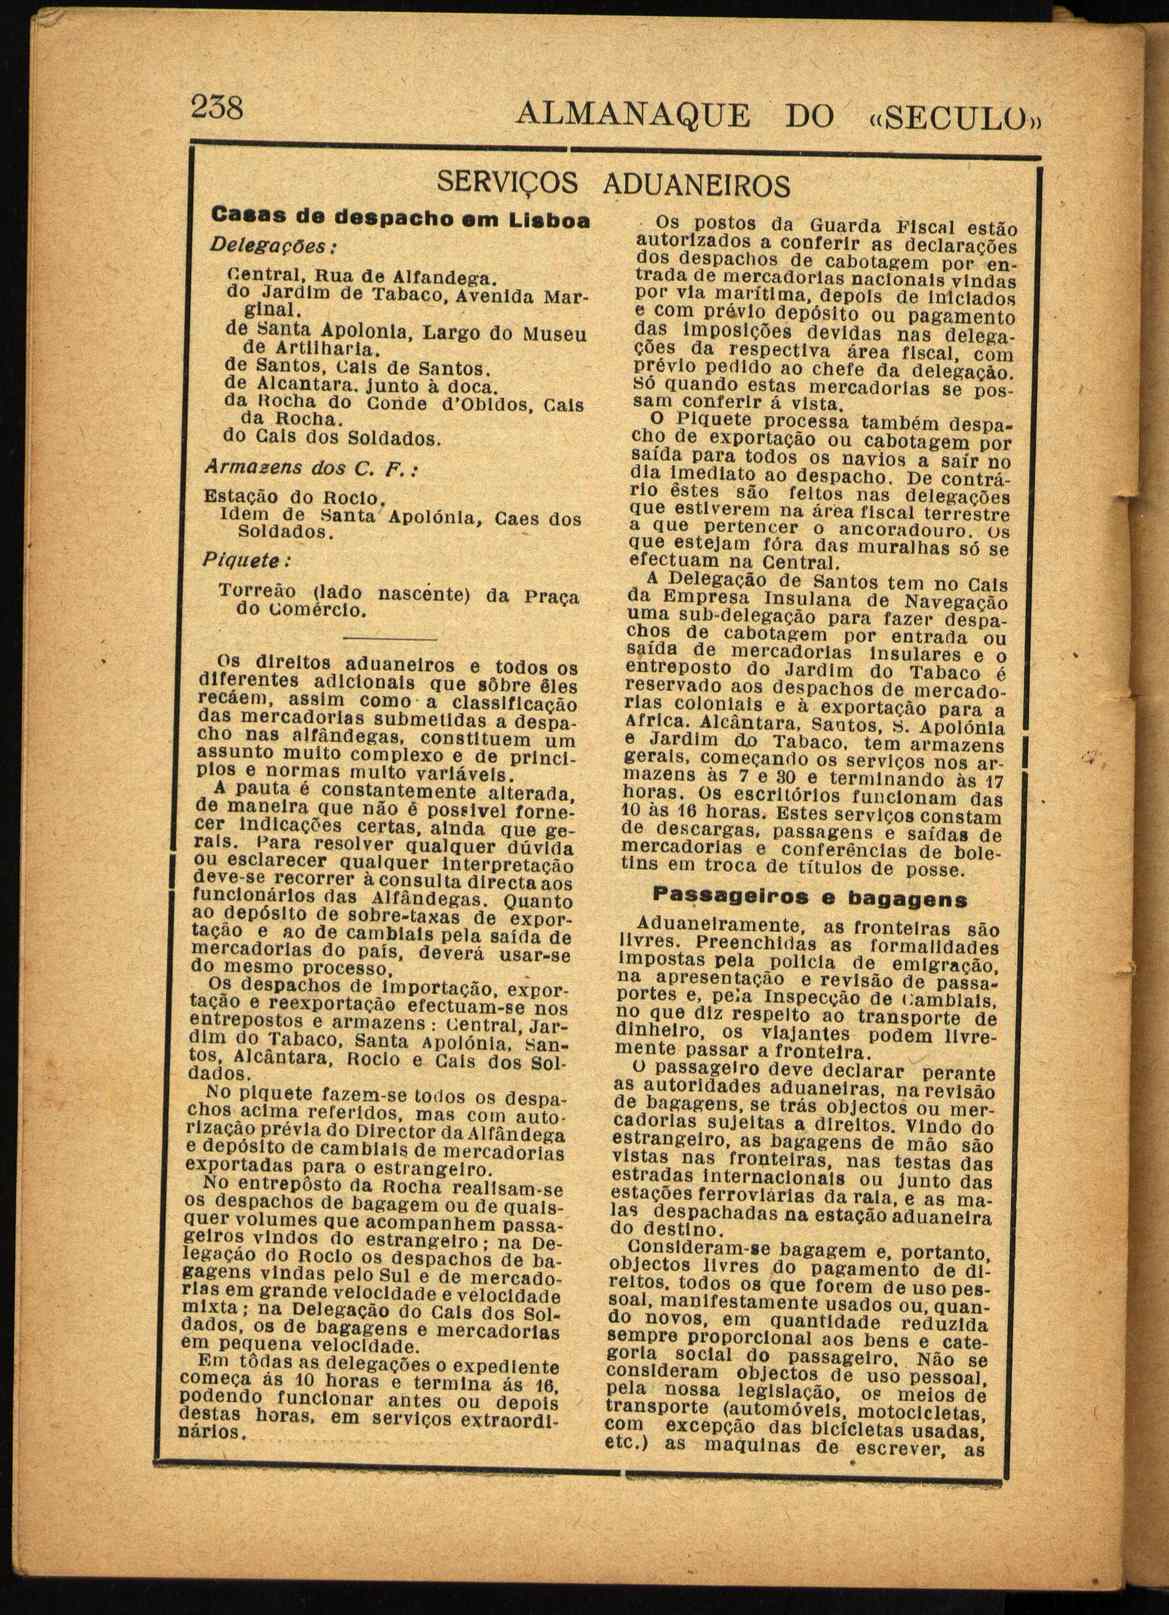 238
ALMANAQUE DO «SECULO»
SERVIÇOS ADUANEIROS
Casas de despacho em Lisboa
Delegações:
Central, Rua de Alfandega.
do Jardim de Tabaco, Avenida Mar-
ginal.
de Santa Apolonia, Largo do Museu
de Artilharia.
de Santos, Cais de Santos.
de Alcantara. junto à doca.
da Rocha do Conde d'Obidos, Cais
da Rocha.
do Cais dos Soldados.
Armazens dos C. F.:
Estação do Rocio.
Idem de Santa Apolónia, Caes dos
Soldados.
Piquete:
Torreão (lado nascente) da Praça
do Comércio.
Os direitos aduaneiros e todos os
diferentes adicionais que sôbre êles
recáem, assim como a classificação
das mercadorias submetidas a despa-
cho nas alfândegas, constituem um
assunto muito complexo e de princi-
pios e normas muito variáveis.
A pauta é constantemente alterada,
de maneira que não é possivel forne-
cer indicações certas, ainda que ge-
rais. Para resolver qualquer dúvida
ou esclarecer qualquer interpretação
deve-se recorrer à consulta directa aos
funcionários das Alfândegas. Quanto
ao depósito de sobre-taxas de expor-
tação e ao de cambiais pela saída de
mercadorias do país, deverá usar-se
do mesmo processo.
Os despachos de importação, expor-
tação e reexportação efectuam-se nos
entrepostos e armazens: Central, Jar-
dim do Tabaco, Santa Apolónia, San-
tos, Alcântara, Rocio e Cais dos Sol-
dados.
No piquete fazem-se todos os despa-
chos acima referidos, mas com auto-
rização prévia do Director da Alfândega
e depósito de cambiais de mercadorias
exportadas para o estrangeiro.
No entreposto da Rocha realisam-se
os despachos de bagagem ou de quais-
quer volumes que acompanhem passa-
geiros vindos do estrangeiro; na De-
legação do Rocio os despachos de ba-
gagens vindas pelo Sul e de mercado-
rias em grande velocidade e velocidade
mixta; na Delegação do Cais dos Sol-
dados, os de bagagens e mercadorias
em pequena velocidade.
Em tôdas as delegações o expediente
começa ás 10 horas e termina ás 16,
podendo funcionar antes ou depois
destas horas, em serviços extraordi-
nários.
Os postos da Guarda Fiscal estão
autorizados a conferir as declarações
dos despachos de cabotagem por en-
trada de mercadorias nacionais vindas
por via marítima, depois de iniciados
e com prévio depósito ou pagamento
das imposições devidas nas delega-
ções da respectiva área fiscal, com
prévio pedido ao chefe da delegação.
Só quando estas mercadorias se pos-
sam conferir á vista.
O Piquete processa também despa-
cho de exportação ou cabotagem por
saída para todos os navios a saír no
dia imediato ao despacho. De contrá-
rio êstes são feitos nas delegações
que estiverem na área fiscal terrestre
a que pertencer o ancoradouro. Os
que estejam fóra das muralhas só se
efectuam na Central.
A Delegação de Santos tem no Cais
da Empresa Insulana de Navegação
uma sub-delegação para fazer despa-
chos de cabotagem por entrada ou
saída de mercadorias insulares e o
entreposto do Jardim do Tabaco é
reservado aos despachos de mercado-
rias coloniais e à exportação para a
Africa. Alcântara, Santos, S. Apolónia
e Jardim do Tabaco, tem armazens
gerais, começando os serviços nos ar-
mazens às 7 e 30 e terminando às 17
horas. Os escritórios funcionam das
10 às 16 horas. Estes serviços constam
de descargas, passagens e saídas de
mercadorias e conferências de bole-
tins em troca de títulos de posse.
Passageiros e bagagens
Aduaneiramente, as fronteiras são
livres. Preenchidas as formalidades
impostas pela policia de emigração,
na apresentação e revisão de passa-
portes e, pela Inspecção de Cambiais,
no que diz respeito ao transporte de
dinheiro, os viajantes podem livre-
mente passar a fronteira.
O passageiro deve declarar perante
as autoridades aduaneiras, na revisão
de bagagens, se trás objectos ou mer-
cadorias sujeitas a direitos. Vindo do
estrangeiro, as bagagens de mão são
vistas nas fronteiras, nas testas das
estradas internacionais ou junto das
estações ferroviárias da raia, e as ma-
las despachadas na estação aduaneira
do destino.
Consideram-se bagagem e, portanto,
objectos livres do pagamento de di-
reitos, todos os que forem de uso pes-
soal, manifestamente usados ou, quan-
do novos, em quantidade reduzida
sempre proporcional aos bens e cate-
goria social do passageiro. Não se
consideram objectos de uso pessoal,
pela nossa legislação, os meios de
transporte (automóveis, motocicletas,
com excepção das bicicletas usadas,
etc.) as maquinas de escrever, as